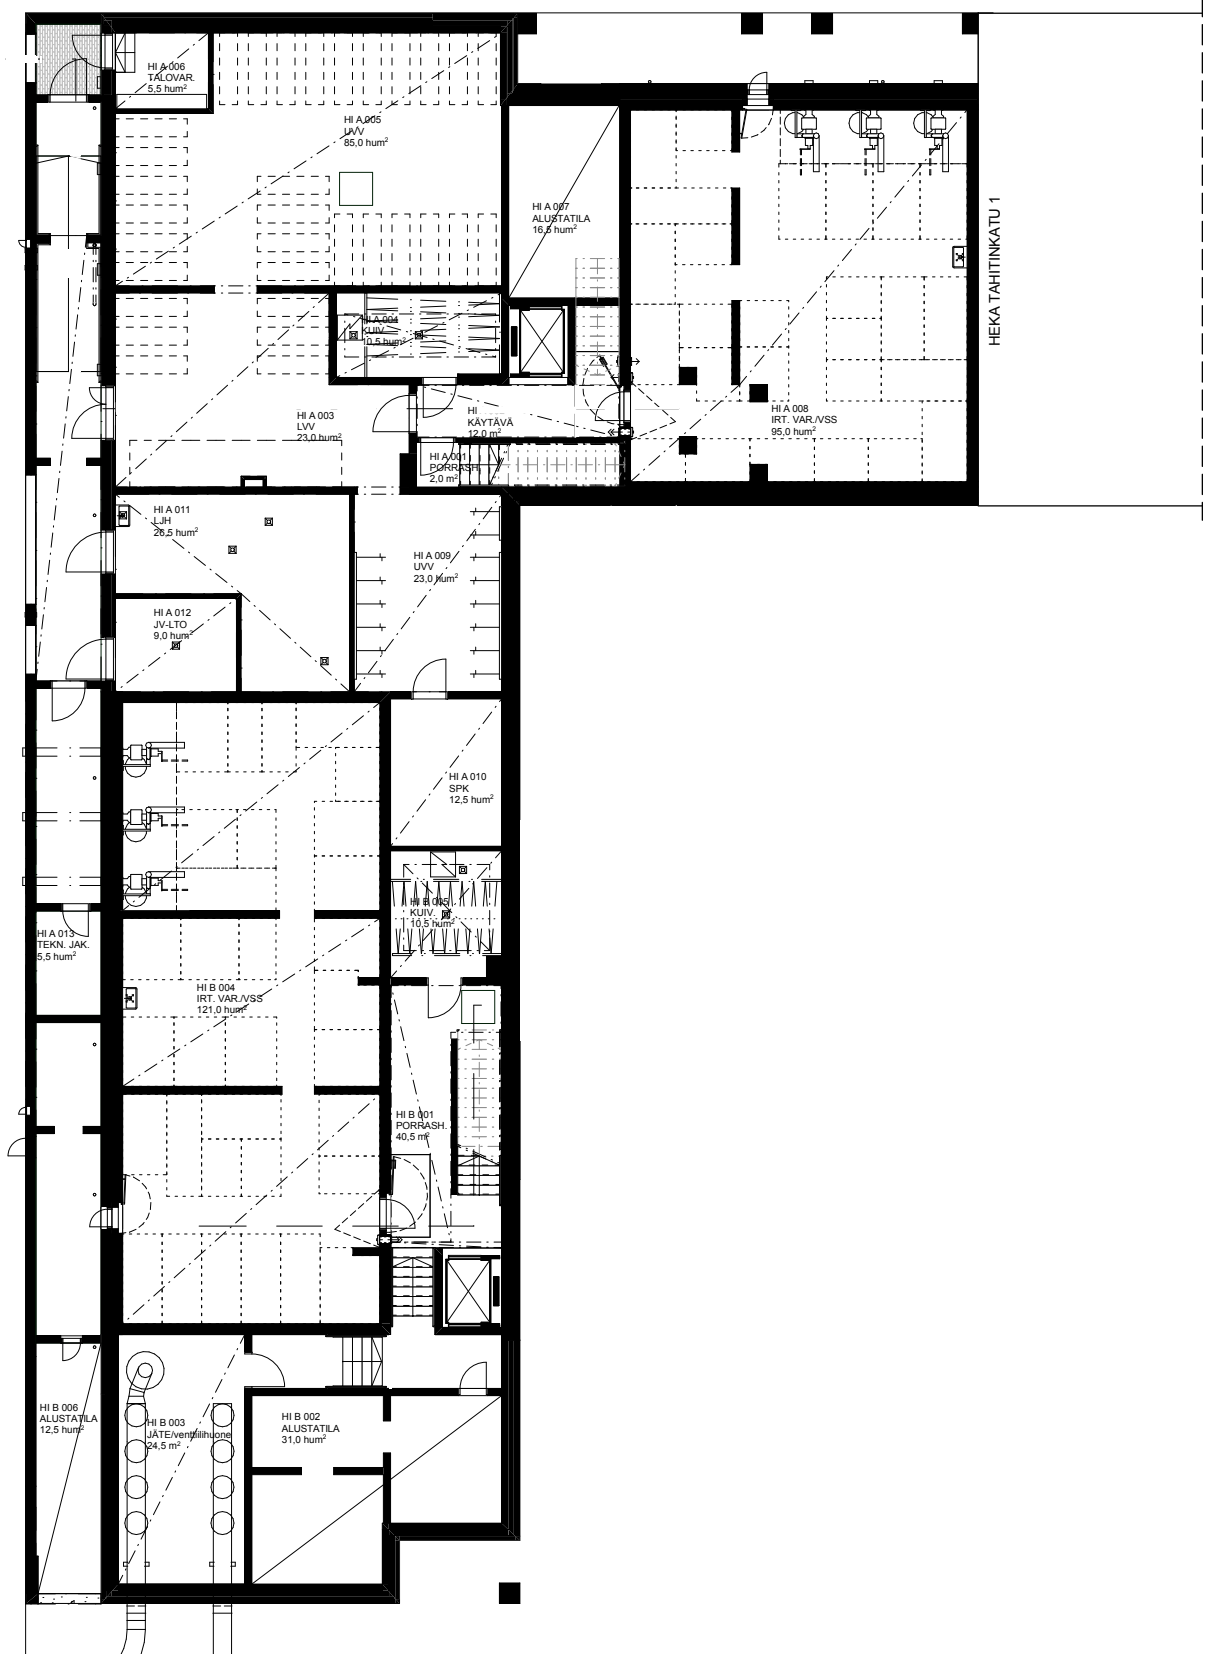 HI A 006
TALOVAR.
5,5 hum²
HI A 005
UVV
85,0 hum²
HI A 007
ALUSTATILA
16,5 hum²
HEKA TAHITINKATU 1
HI A 004
KUIV.
10,5 hum²
HI A 003
LVV
23,0 hum²
HI
KÄYTÄVÄ
12,0 m²
HI A 008
IRT. VAR./VSS
95,0 hum²
HI A 001
PORRASH.
2,0 m²
HI A 011
LJH
26,5 hum²
HI A 009
UVV
23,0 hum²
HI A 012
JV-LTO
9,0 hum²
HI A 010
SPK
12,5 hum²
HI B 005
KUIV.
10,5 hum²
HI A 013
TEKN. JAK.
5,5 hum²
HI B 004
IRT. VAR./VSS
121,0 hum²
HI B 001
PORRASH.
40,5 m²
HI B 006
ALUSTATILA
12,5 hum²
HI B 003
JÄTE/venttiilihuone
24,5 m²
HI B 002
ALUSTATILA
31,0 hum²